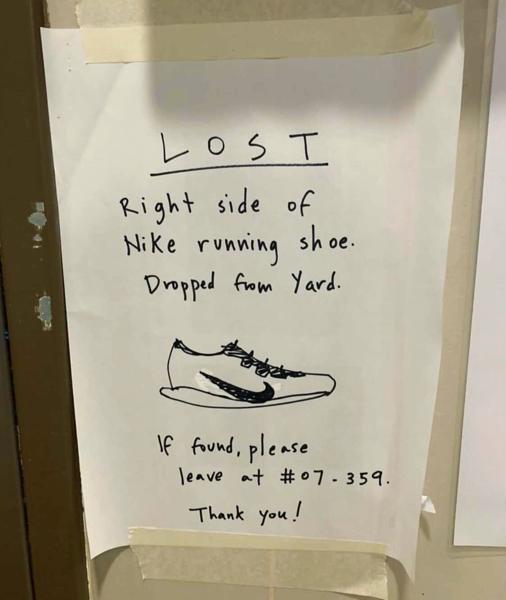 LOST
Right side of
Nike running shoe.
Dropped from Yard.
If found, please
leave at #07-359.
Thank you!